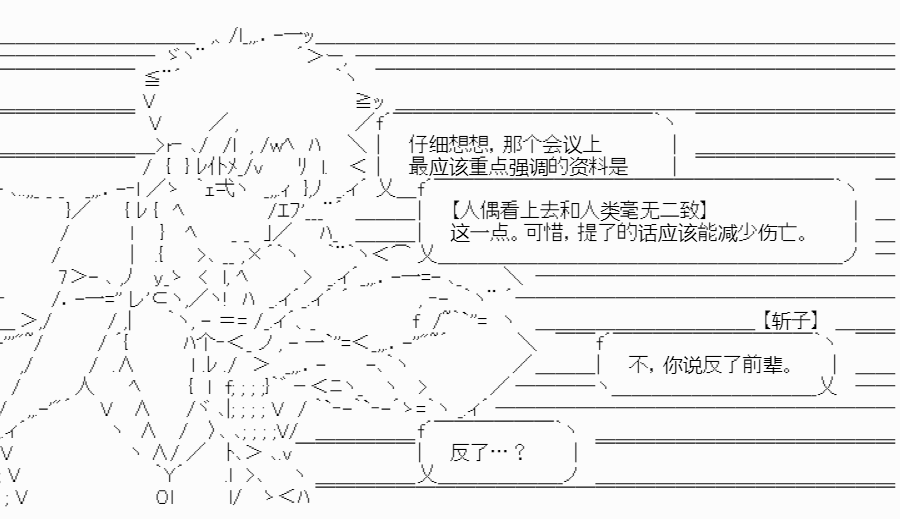 仔细想想，那个会议上
最应该重点强调的资料是
【人偶看上去和人类毫无二致】
这一点。可惜，提了的话应该能减少伤亡。
【斩子】
不，你说反了前辈。
反了…？